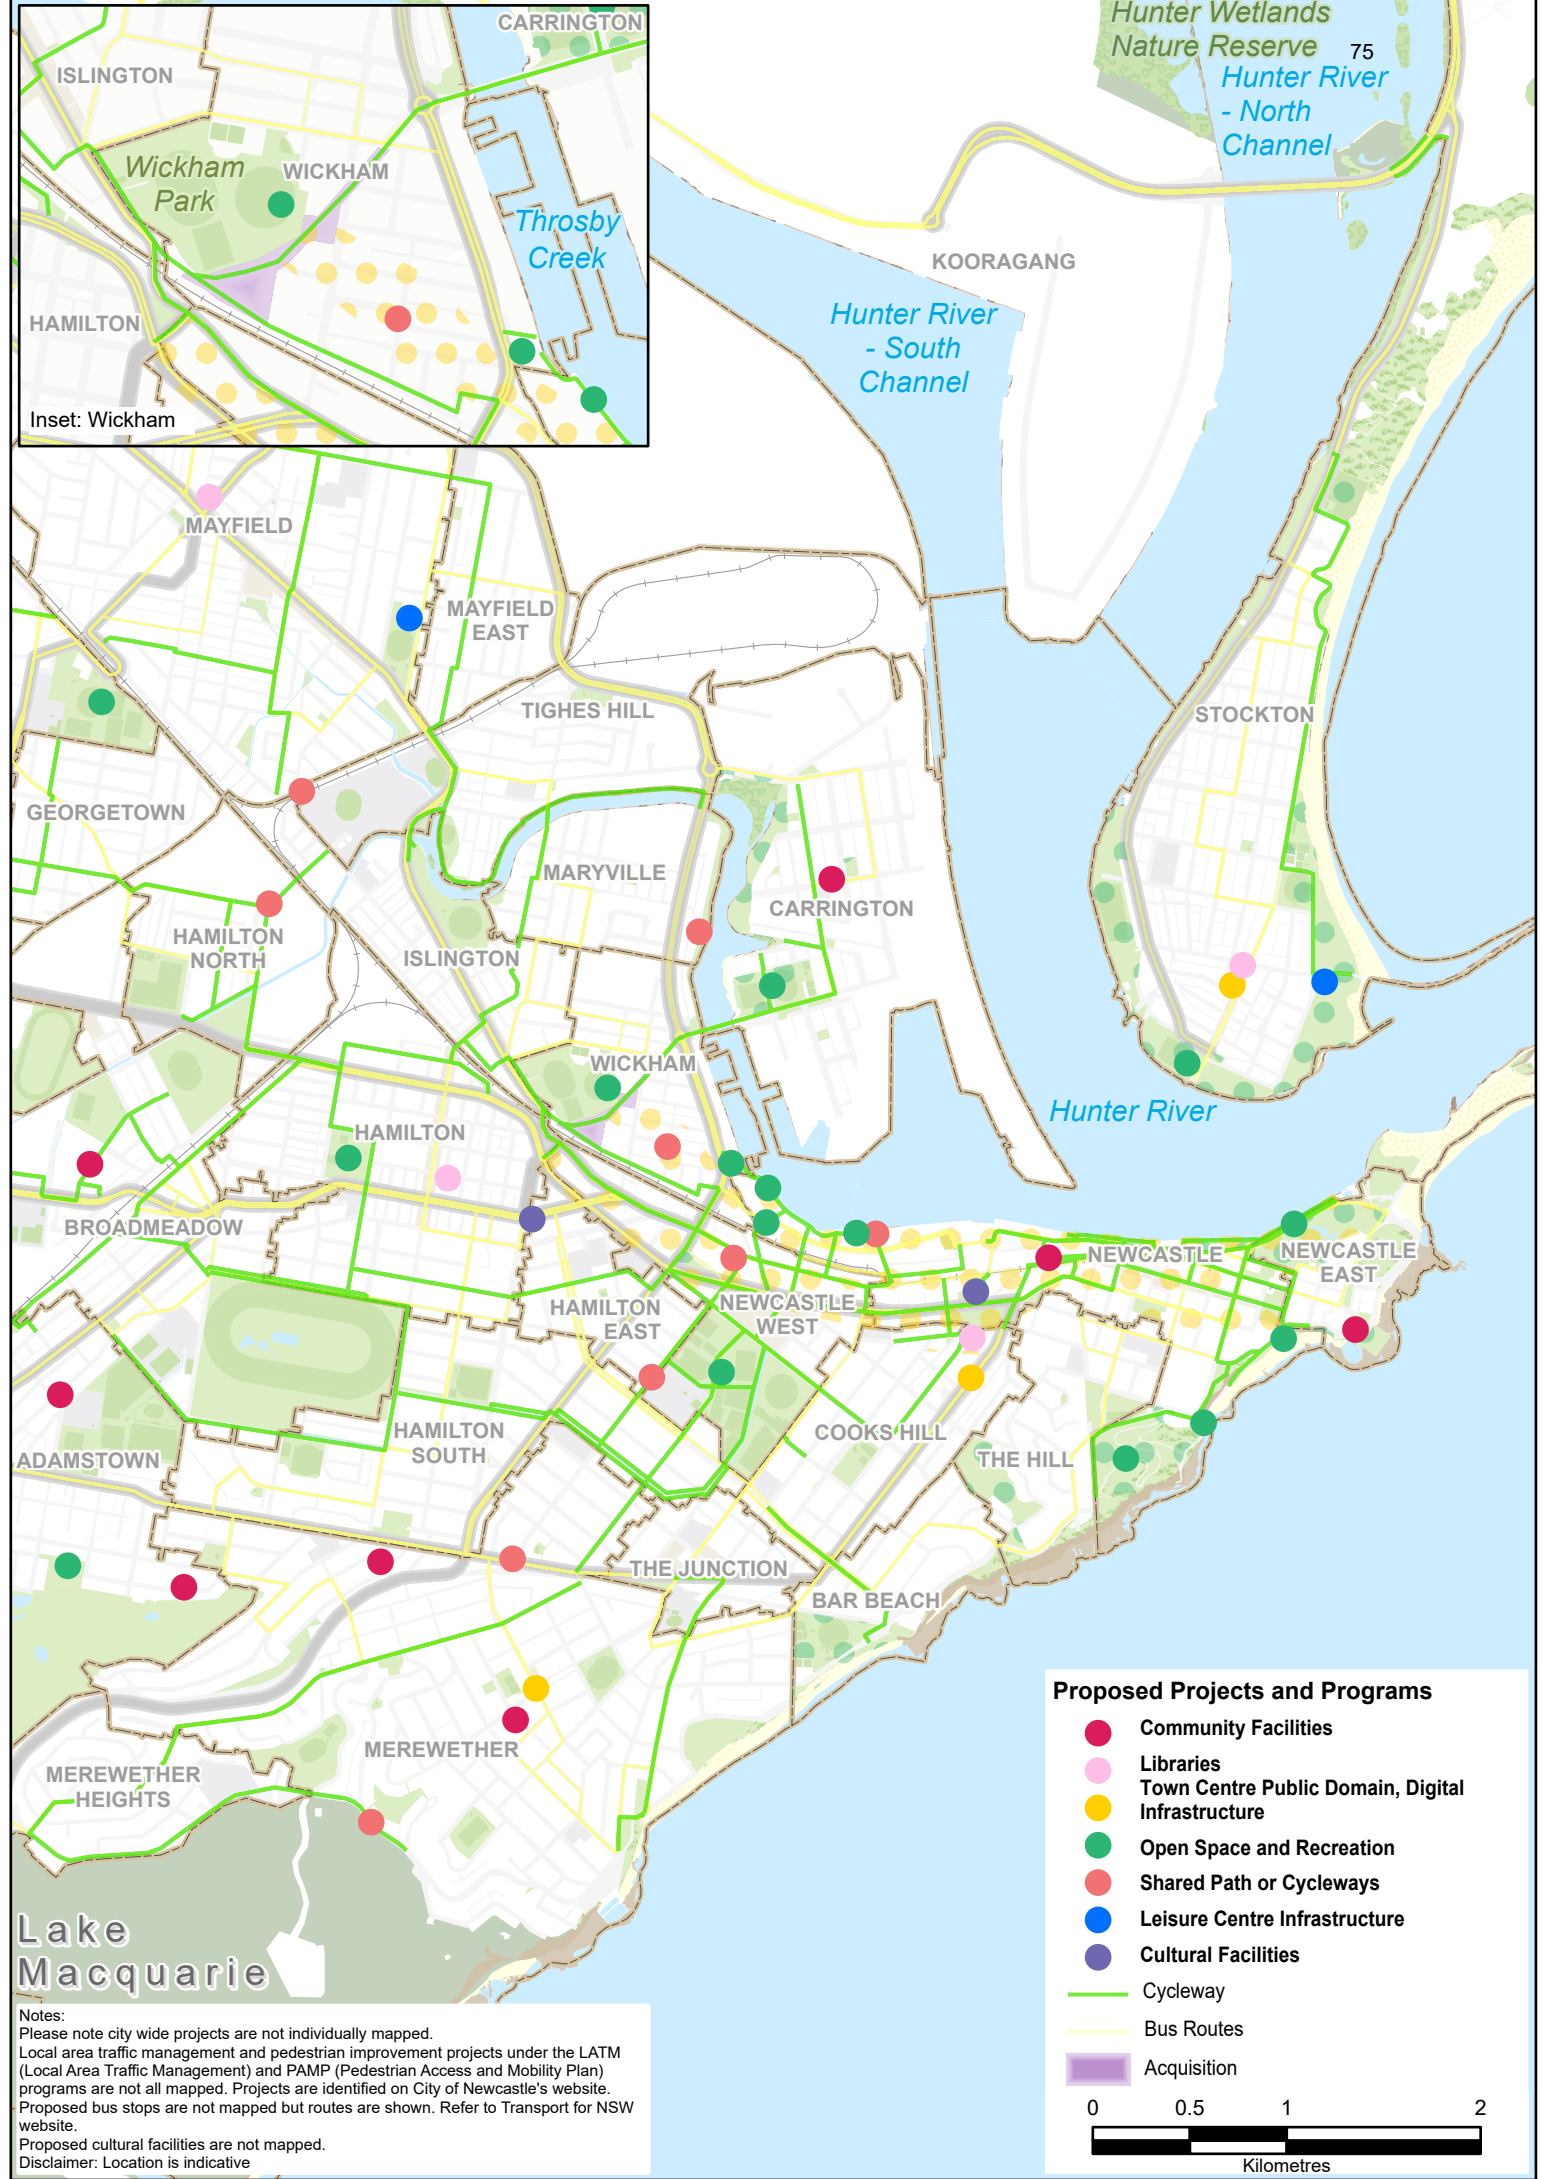 CARRINGTON
ISLINGTON
Wickham
Park
WICKHAM
Throsby
Creek
HAMILTON
Inset: Wickham
Hunter Wetlands
Nature Reserve
75
Hunter River
- North
Channel
KOORAGANG
Hunter River
- South
Channel
MAYFIELD
MAYFIELD
EAST
TIGHES HILL
STOCKTON
GEORGETOWN
MARYVILLE
CARRINGTON
HAMILTON
NORTH
ISLINGTON
WICKHAM
Hunter River
HAMILTON
BROADMEADOW
NEWCASTLE
NEWCASTLE
EAST
HAMILTON
EAST
NEWCASTLE
WEST
HAMILTON
SOUTH
COOKS HILL
THE HILL
ADAMSTOWN
THE JUNCTION
BAR BEACH
MEREWETHER
MEREWETHER
HEIGHTS
Lake
Macquarie
Proposed Projects and Programs
Community Facilities
Libraries
Town Centre Public Domain, Digital
Infrastructure
Open Space and Recreation
Shared Path or Cycleways
Leisure Centre Infrastructure
Cultural Facilities
Cycleway
Bus Routes
Acquisition
0 0.5 1 2
Kilometres
Notes:
Please note city wide projects are not individually mapped.
Local area traffic management and pedestrian improvement projects under the LATM
(Local Area Traffic Management) and PAMP (Pedestrian Access and Mobility Plan)
programs are not all mapped. Projects are identified on City of Newcastle's website.
Proposed bus stops are not mapped but routes are shown. Refer to Transport for NSW
website.
Proposed cultural facilities are not mapped.
Disclaimer: Location is indicative